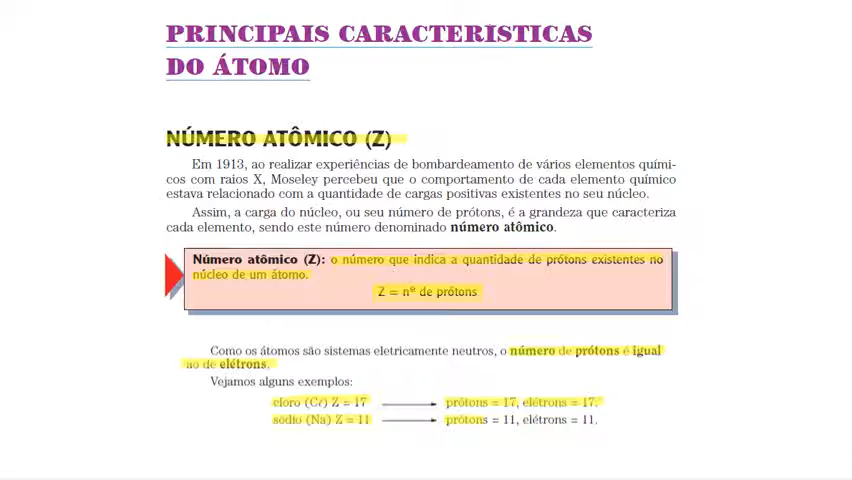 PRINCIPAIS CARACTERÍSTICAS
DO ÁTOMO
NÚMERO ATÔMICO (Z)
Em 1913, ao realizar experiências de bombardeamento de vários elementos quími-
cos com raios X, Moseley percebeu que o comportamento de cada elemento químico
estava relacionado com a quantidade de cargas positivas existentes no seu núcleo.
Assim, a carga do núcleo, ou seu número de prótons, é a grandeza que caracteriza
cada elemento, sendo este número denominado número atômico.
Número atômico (Z): o número que indica a quantidade de prótons existentes no
núcleo de um átomo.
Z = nº de prótons
Como os átomos são sistemas eletricamente neutros, o número de prótons é igual
ao de elétrons.
Vejamos alguns exemplos:
cloro (Cℓ) Z = 17 → prótons = 17, elétrons = 17.
sódio (Na) Z = 11 → prótons = 11, elétrons = 11.